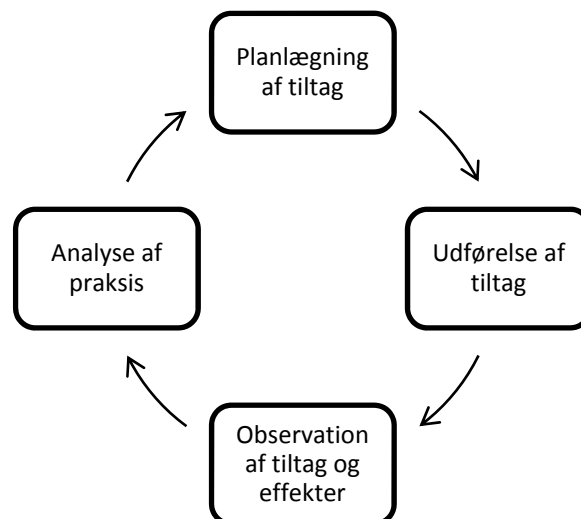 Planlægning
af tiltag
Analyse af
praksis
Udførelse af
tiltag
Observation
af tiltag og
effekter